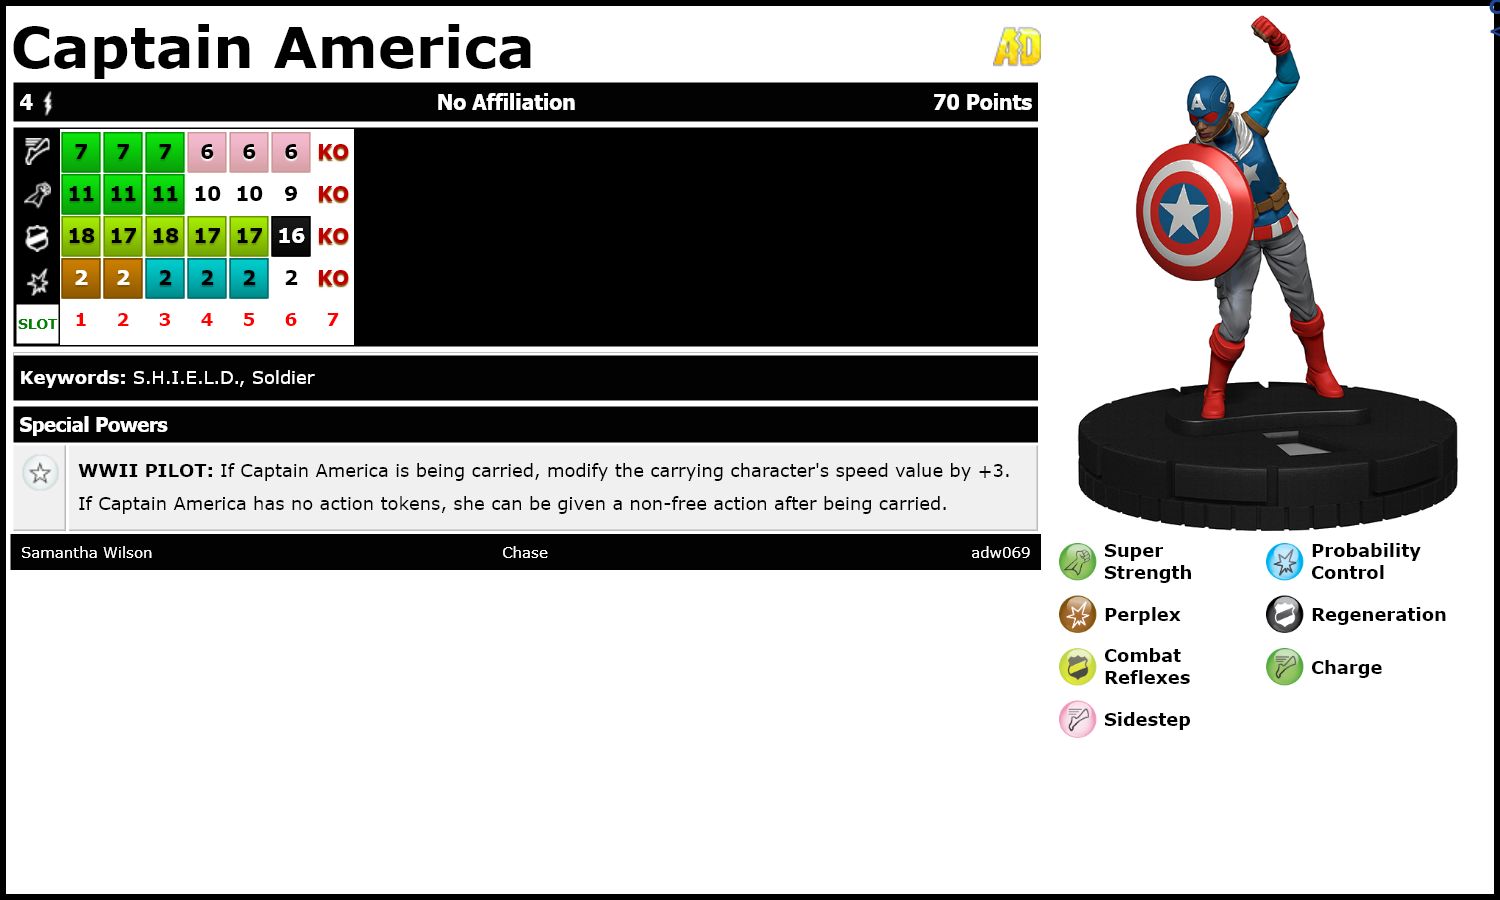 Captain America
AD
4 No Affiliation 70 Points
7 7 7 6 6 6 KO
11 11 11 10 10 9 KO
18 17 18 17 17 16 KO
2 2 2 2 2 2 KO
SLOT 1 2 3 4 5 6 7
Keywords: S.H.I.E.L.D., Soldier
Special Powers
WWII PILOT: If Captain America is being carried, modify the carrying character's speed value by +3.
If Captain America has no action tokens, she can be given a non-free action after being carried.
Samantha Wilson Chase adw069
A
Super
Strength
Probability
Control
Perplex
Regeneration
Combat
Reflexes
Charge
Sidestep